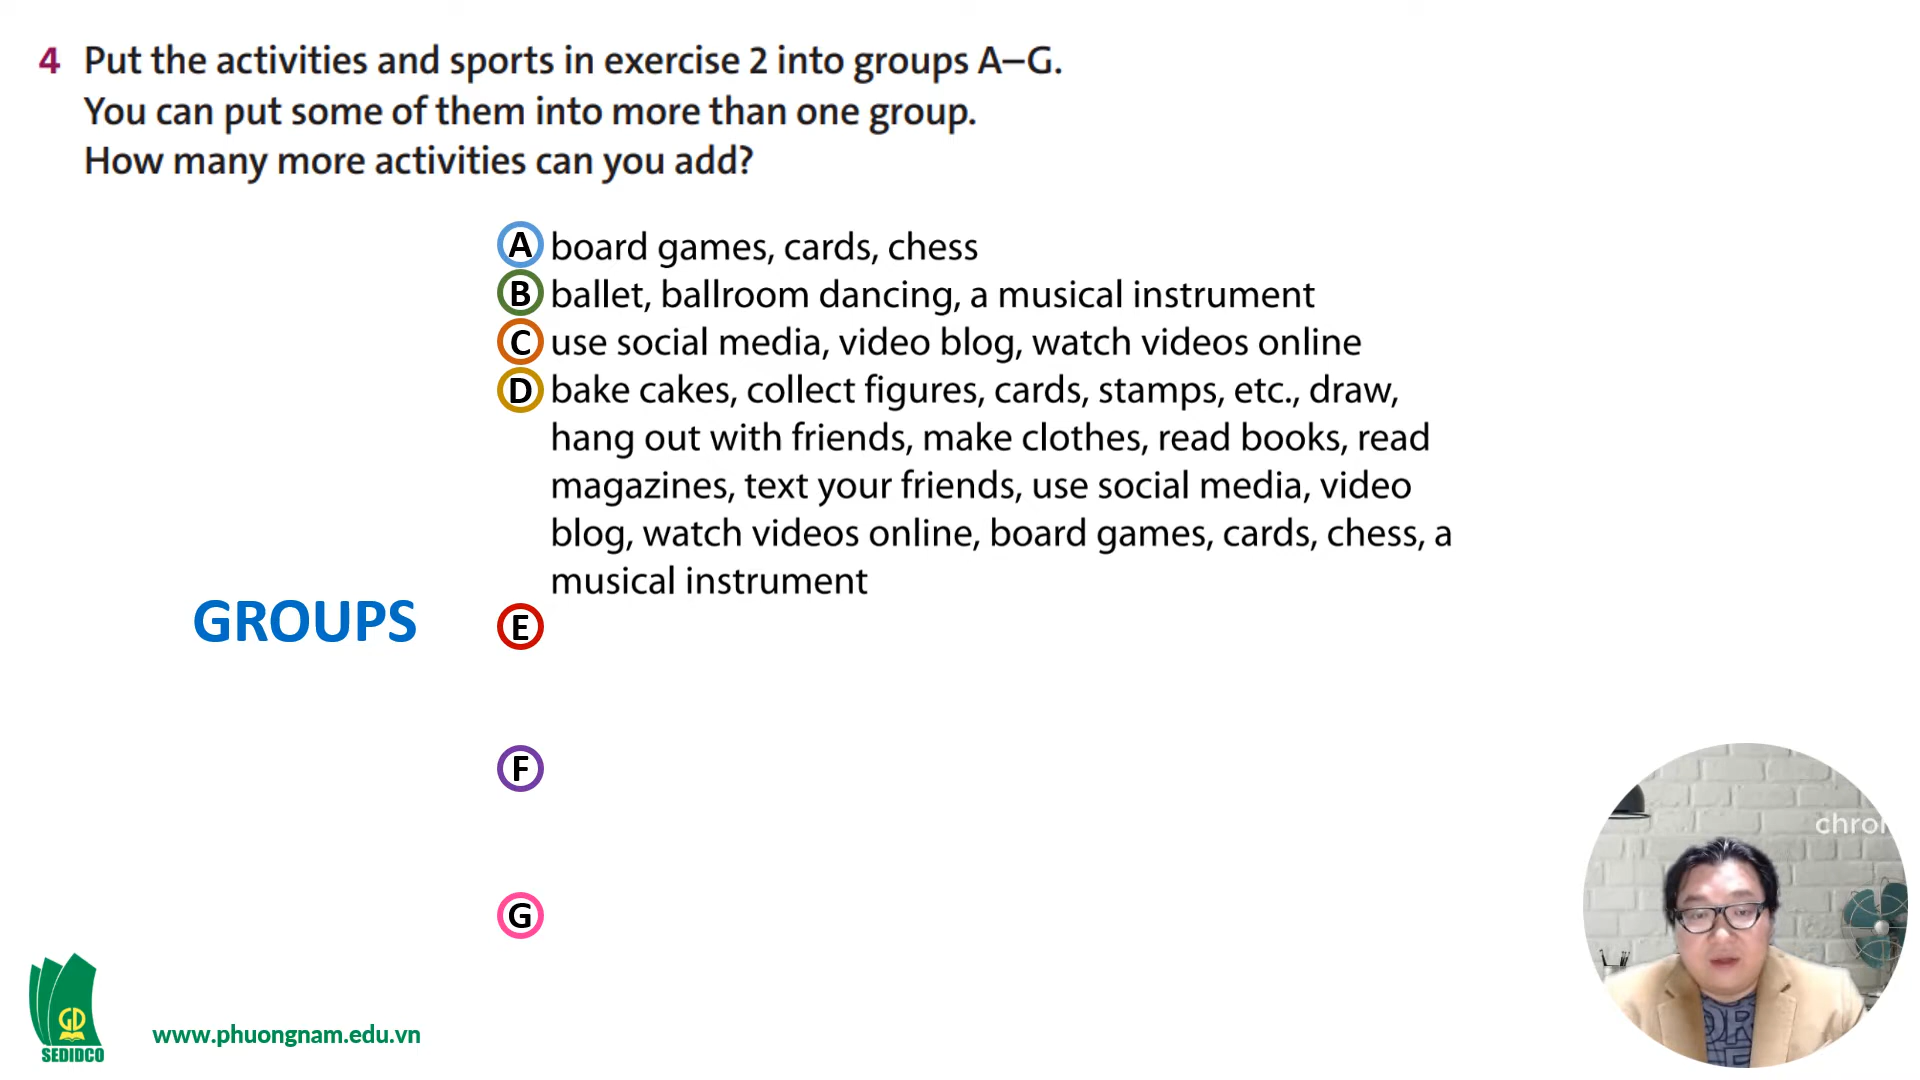 4 Put the activities and sports in exercise 2 into groups A–G.
You can put some of them into more than one group.
How many more activities can you add?
A board games, cards, chess
B ballet, ballroom dancing, a musical instrument
C use social media, video blog, watch videos online
D bake cakes, collect figures, cards, stamps, etc., draw,
hang out with friends, make clothes, read books, read
magazines, text your friends, use social media, video
blog, watch videos online, board games, cards, chess, a
musical instrument
GROUPS
E
F
G
chro
GD
SEDIDCO
www.phuongnam.edu.vn